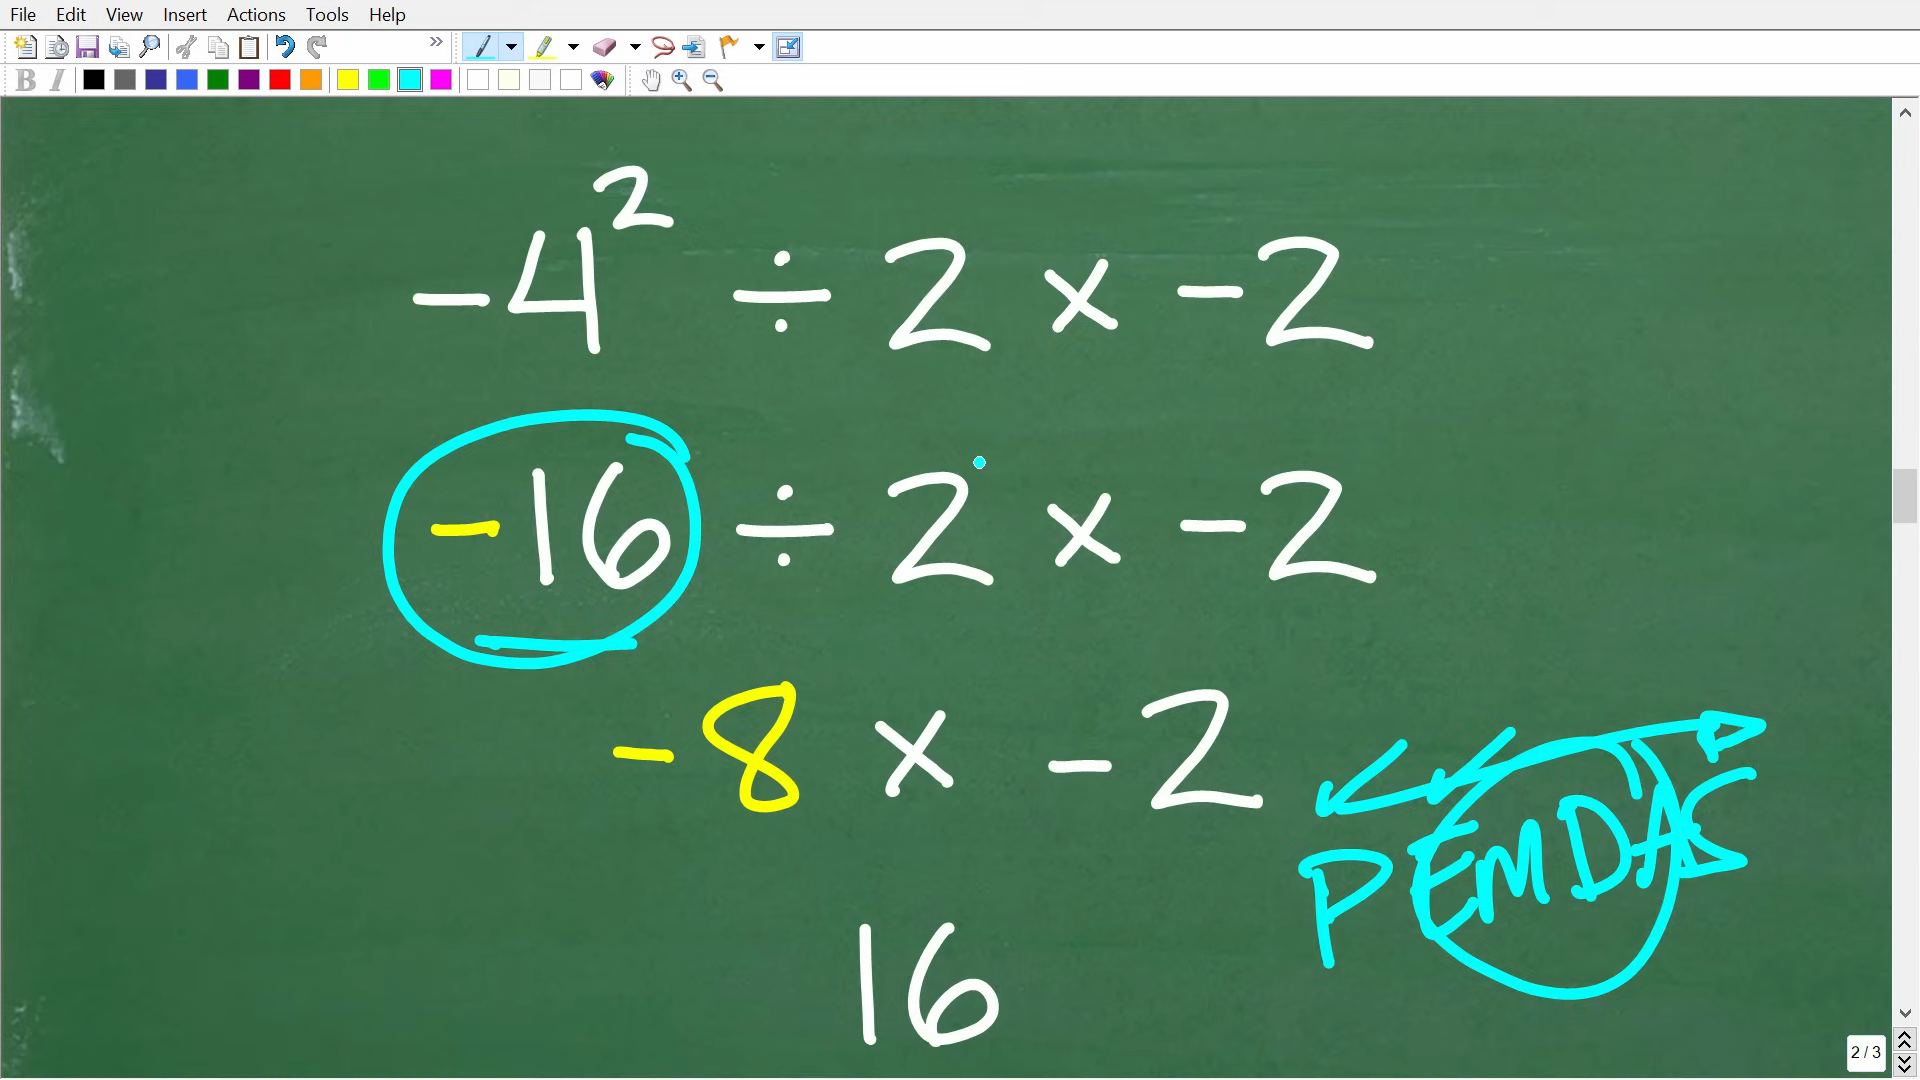 File Edit View Insert Actions Tools Help
B I
-4² ÷ 2 × -2
-16 ÷ 2 × -2
-8 × -2
PEMDAS
16
2 / 3